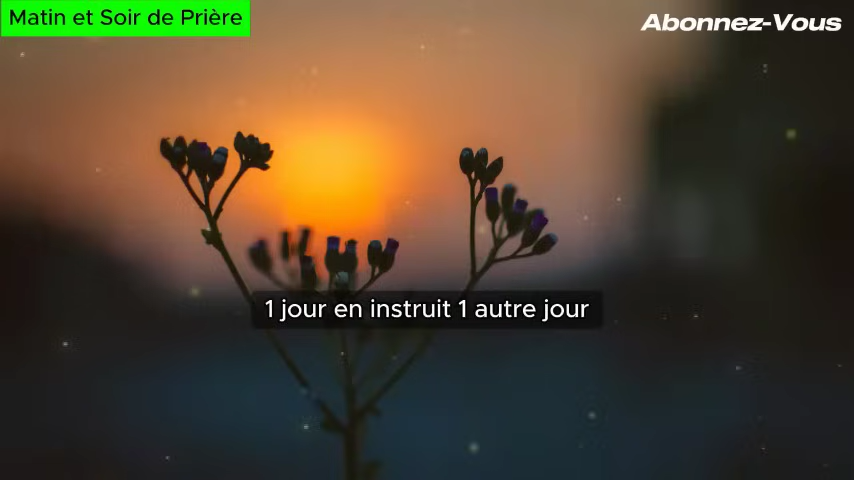 Matin et Soir de Prière
Abonnez-Vous
1 jour en instruit 1 autre jour